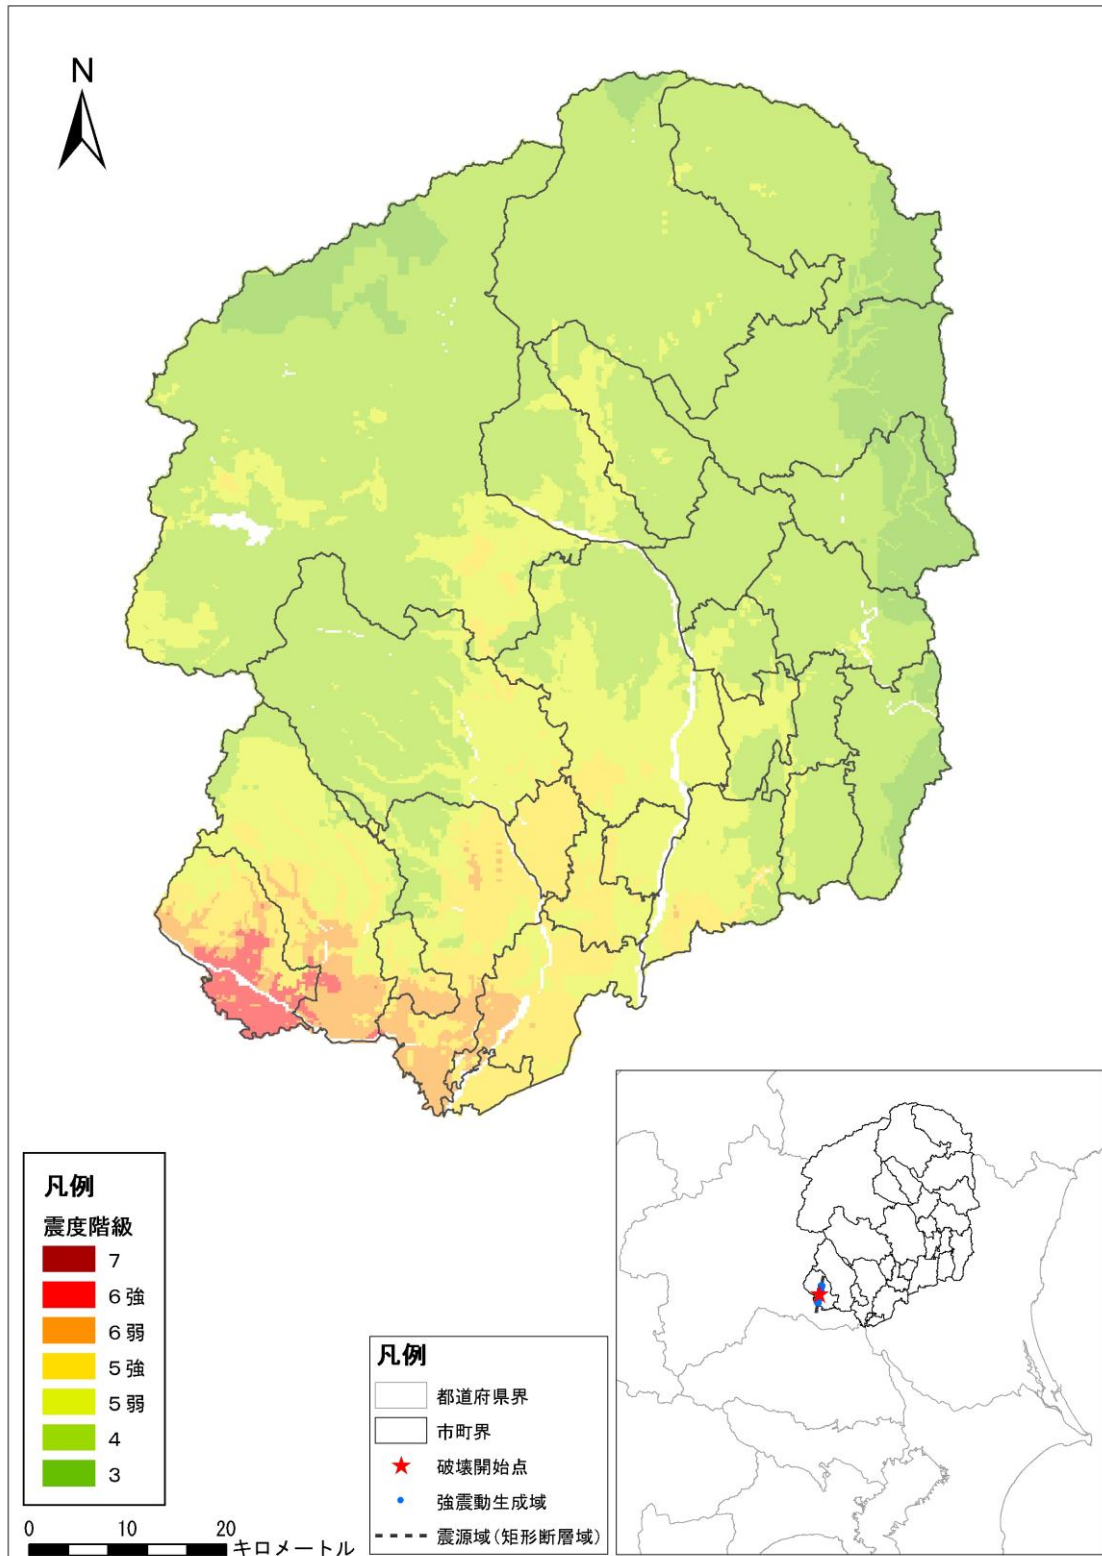 N
凡例
震度階級
7
6強
6弱
5強
5弱
4
3
0 10 20
キロメートル
凡例
都道府県界
市町界
破壊開始点
強震動生成域
震源域(矩形断層域)